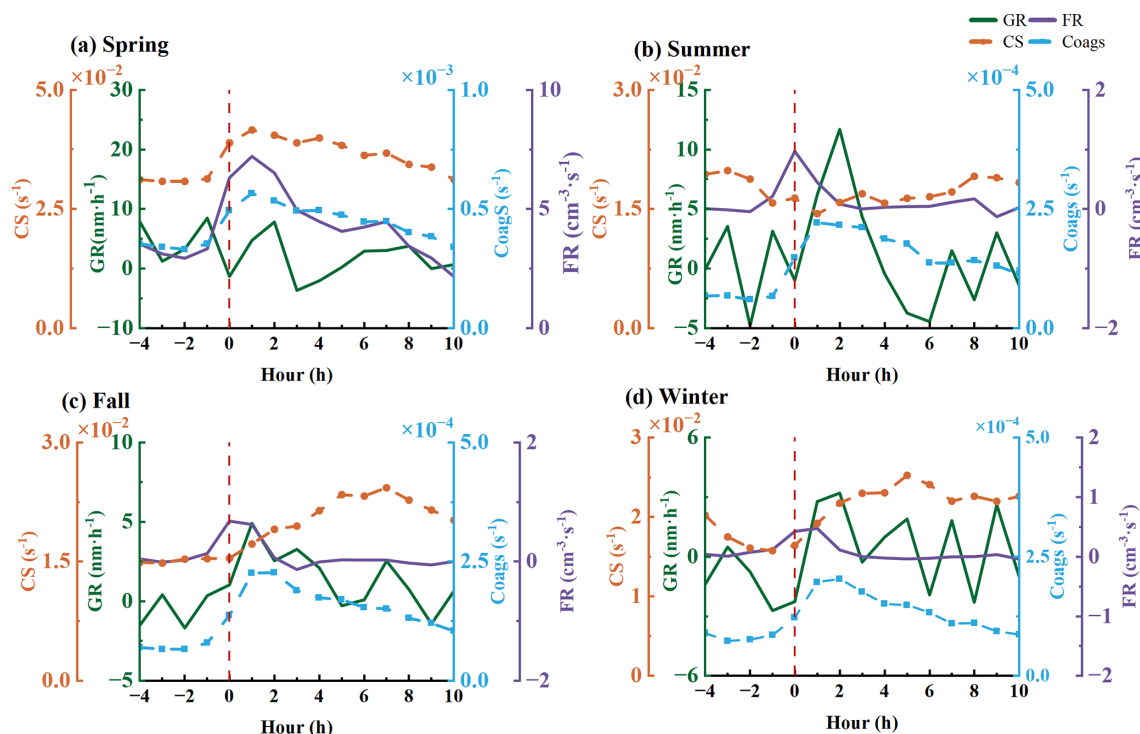 GR FR
CS Coags
(a) Spring
×10⁻²
×10⁻³
5.0 30 1.0 10
20
10
2.5 0.5 5
0
0.0 −10 0.0 0
CS (s⁻¹)
GR(nm·h⁻¹)
CoagS (s⁻¹)
FR (cm⁻³·s⁻¹)
−4 −2 0 2 4 6 8 10
Hour (h)
(b) Summer
×10⁻²
×10⁻⁴
3.0 15 5.0 2
10
1
1.5 5 2.5 0
0
−1
0.0 −5 0.0 −2
CS (s⁻¹)
GR (nm·h⁻¹)
Coags (s⁻¹)
FR (cm⁻³·s⁻¹)
−4 −2 0 2 4 6 8 10
Hour (h)
(c) Fall
×10⁻²
×10⁻⁴
3.0 10 5.0 2
5
1.5 2.5 0
0
0.0 −5 0.0 −2
CS (s⁻¹)
GR (nm·h⁻¹)
Coags (s⁻¹)
FR (cm⁻³·s⁻¹)
−4 −2 0 2 4 6 8 10
Hour (h)
(d) Winter
×10⁻²
×10⁻⁴
3 6 5.0 2
2 1
0 2.5 0
1 −1
0 −6 0.0 −2
CS (s⁻¹)
GR (nm·h⁻¹)
Coags (s⁻¹)
FR (cm⁻³·s⁻¹)
−4 −2 0 2 4 6 8 10
Hour (h)